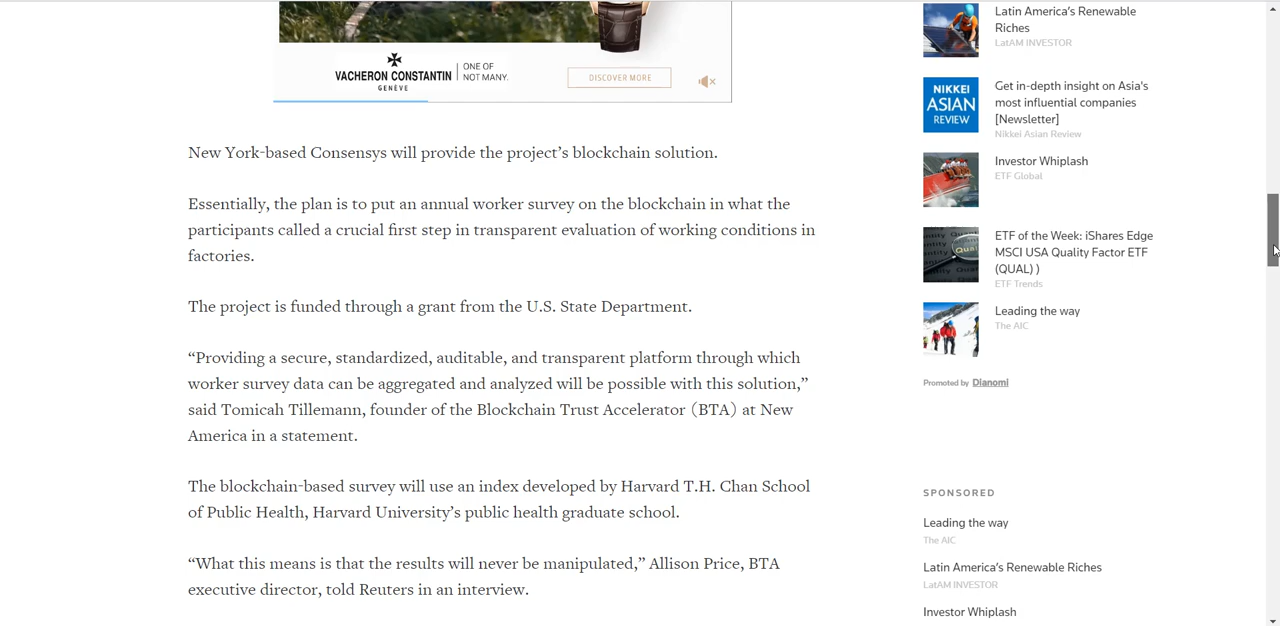 VACHERON CONSTANTIN
GENÈVE
ONE OF
NOT MANY.
DISCOVER MORE
New York-based Consensys will provide the project’s blockchain solution.
Essentially, the plan is to put an annual worker survey on the blockchain in what the
participants called a crucial first step in transparent evaluation of working conditions in
factories.
The project is funded through a grant from the U.S. State Department.
“Providing a secure, standardized, auditable, and transparent platform through which
worker survey data can be aggregated and analyzed will be possible with this solution,”
said Tomicah Tillemann, founder of the Blockchain Trust Accelerator (BTA) at New
America in a statement.
The blockchain-based survey will use an index developed by Harvard T.H. Chan School
of Public Health, Harvard University’s public health graduate school.
“What this means is that the results will never be manipulated,” Allison Price, BTA
executive director, told Reuters in an interview.
Latin America’s Renewable
Riches
LatAM INVESTOR
NIKKEI
ASIAN
REVIEW
Get in-depth insight on Asia's
most influential companies
[Newsletter]
Nikkei Asian Review
Investor Whiplash
ETF Global
ETF of the Week: iShares Edge
MSCI USA Quality Factor ETF
(QUAL) )
ETF Trends
Leading the way
The AIC
Promoted by Dianomi
SPONSORED
Leading the way
The AIC
Latin America’s Renewable Riches
LatAM INVESTOR
Investor Whiplash